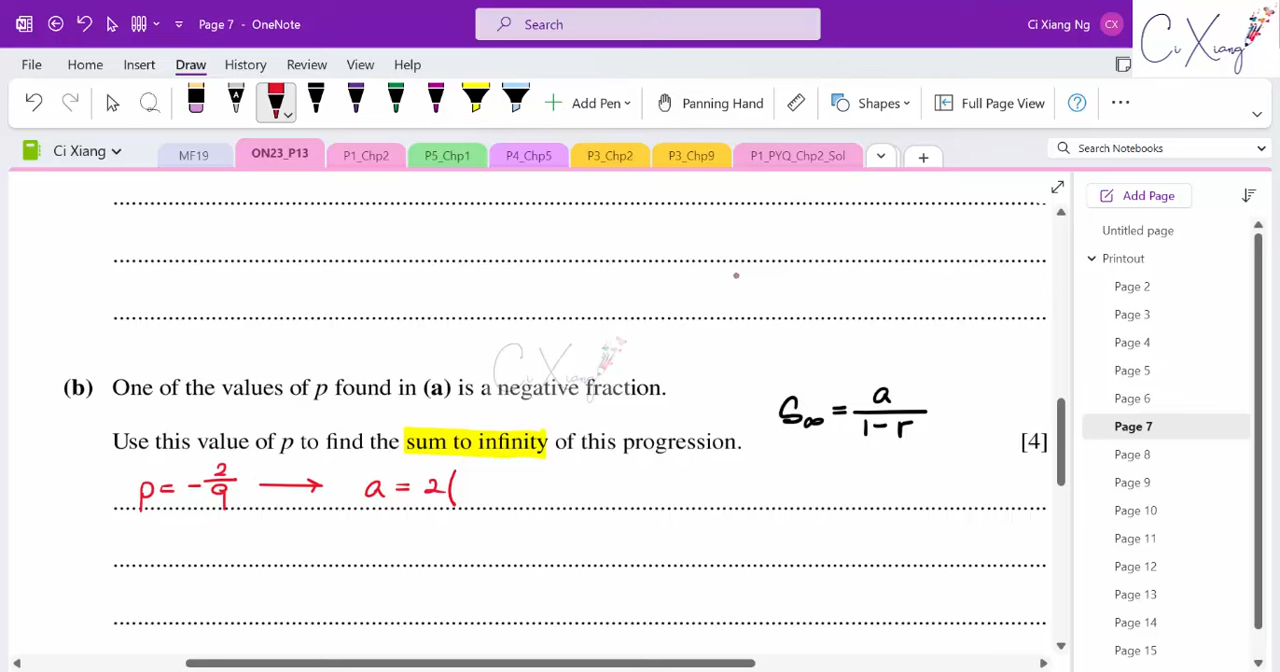 Page 7 - OneNote
Search
Ci Xiang Ng
CX
Ci Xiang
File Home Insert Draw History Review View Help
A
Add Pen
Panning Hand
Shapes
Full Page View
Ci Xiang
MF19
ON23_P13
P1_Chp2
P5_Chp1
P4_Chp5
P3_Chp2
P3_Chp9
P1_PYQ_Chp2_Sol
Search Notebooks
Add Page
Untitled page
Printout
Page 2
Page 3
Page 4
Page 5
Page 6
Page 7
Page 8
Page 9
Page 10
Page 11
Page 12
Page 13
Page 14
Page 15
Ci Xiang
(b) One of the values of p found in (a) is a negative fraction.
S∞ = a/(1-r)
Use this value of p to find the sum to infinity of this progression. [4]
p = -2/9 → a = 2(